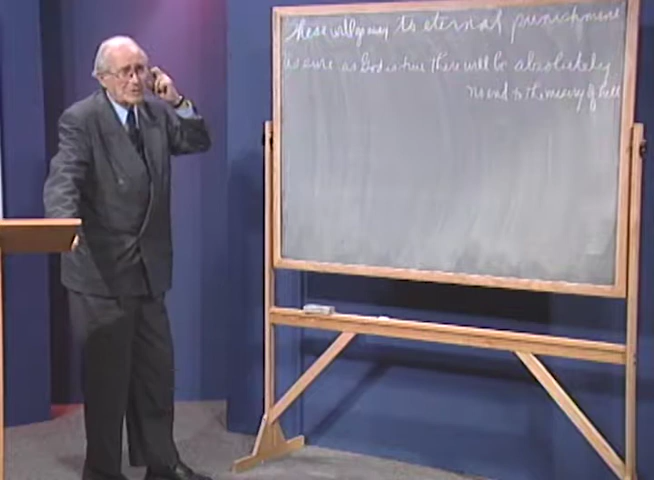 These will go away to eternal punishment
as sure as God is true there will be absolutely
no end to the misery of hell